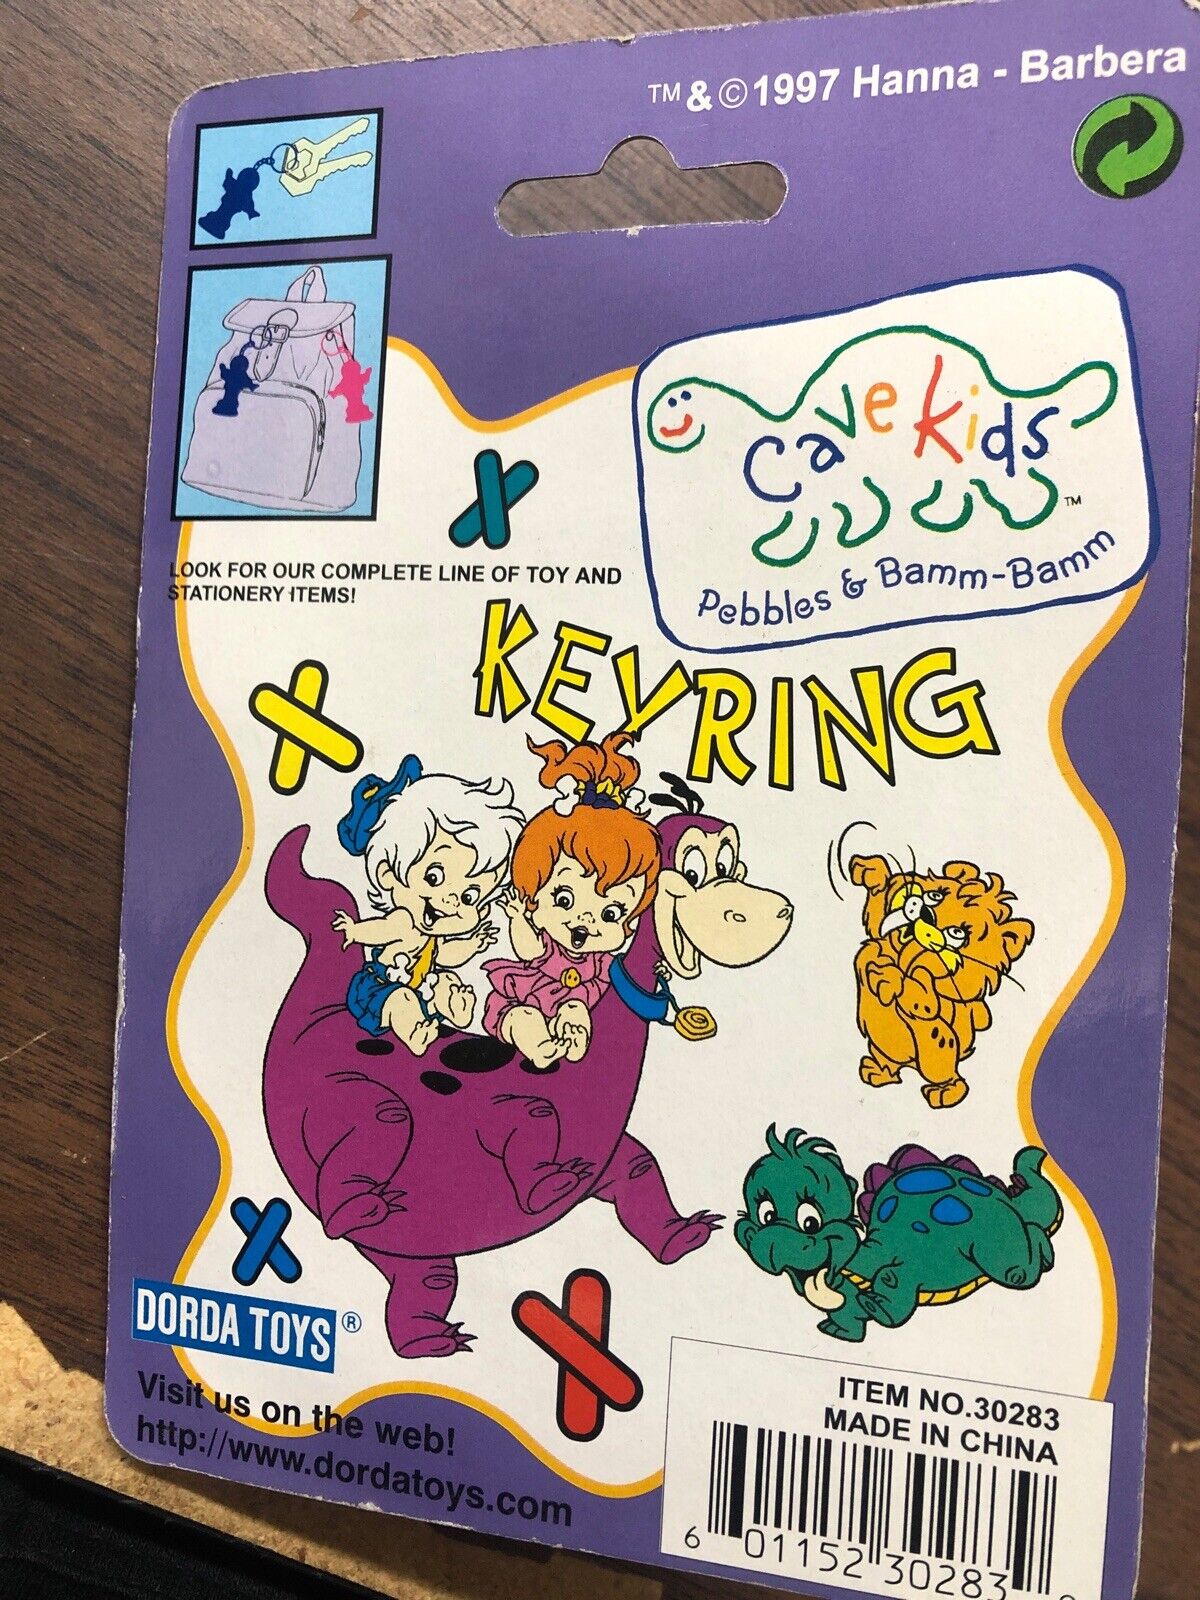 ™ & © 1997 Hanna - Barbera
Cave Kids ™
Pebbles & Bamm-Bamm
LOOK FOR OUR COMPLETE LINE OF TOY AND
STATIONERY ITEMS!
KEYRING
DORDA TOYS ®
Visit us on the web!
http://www.dordatoys.com
ITEM NO.30283
MADE IN CHINA
6 01152 30283